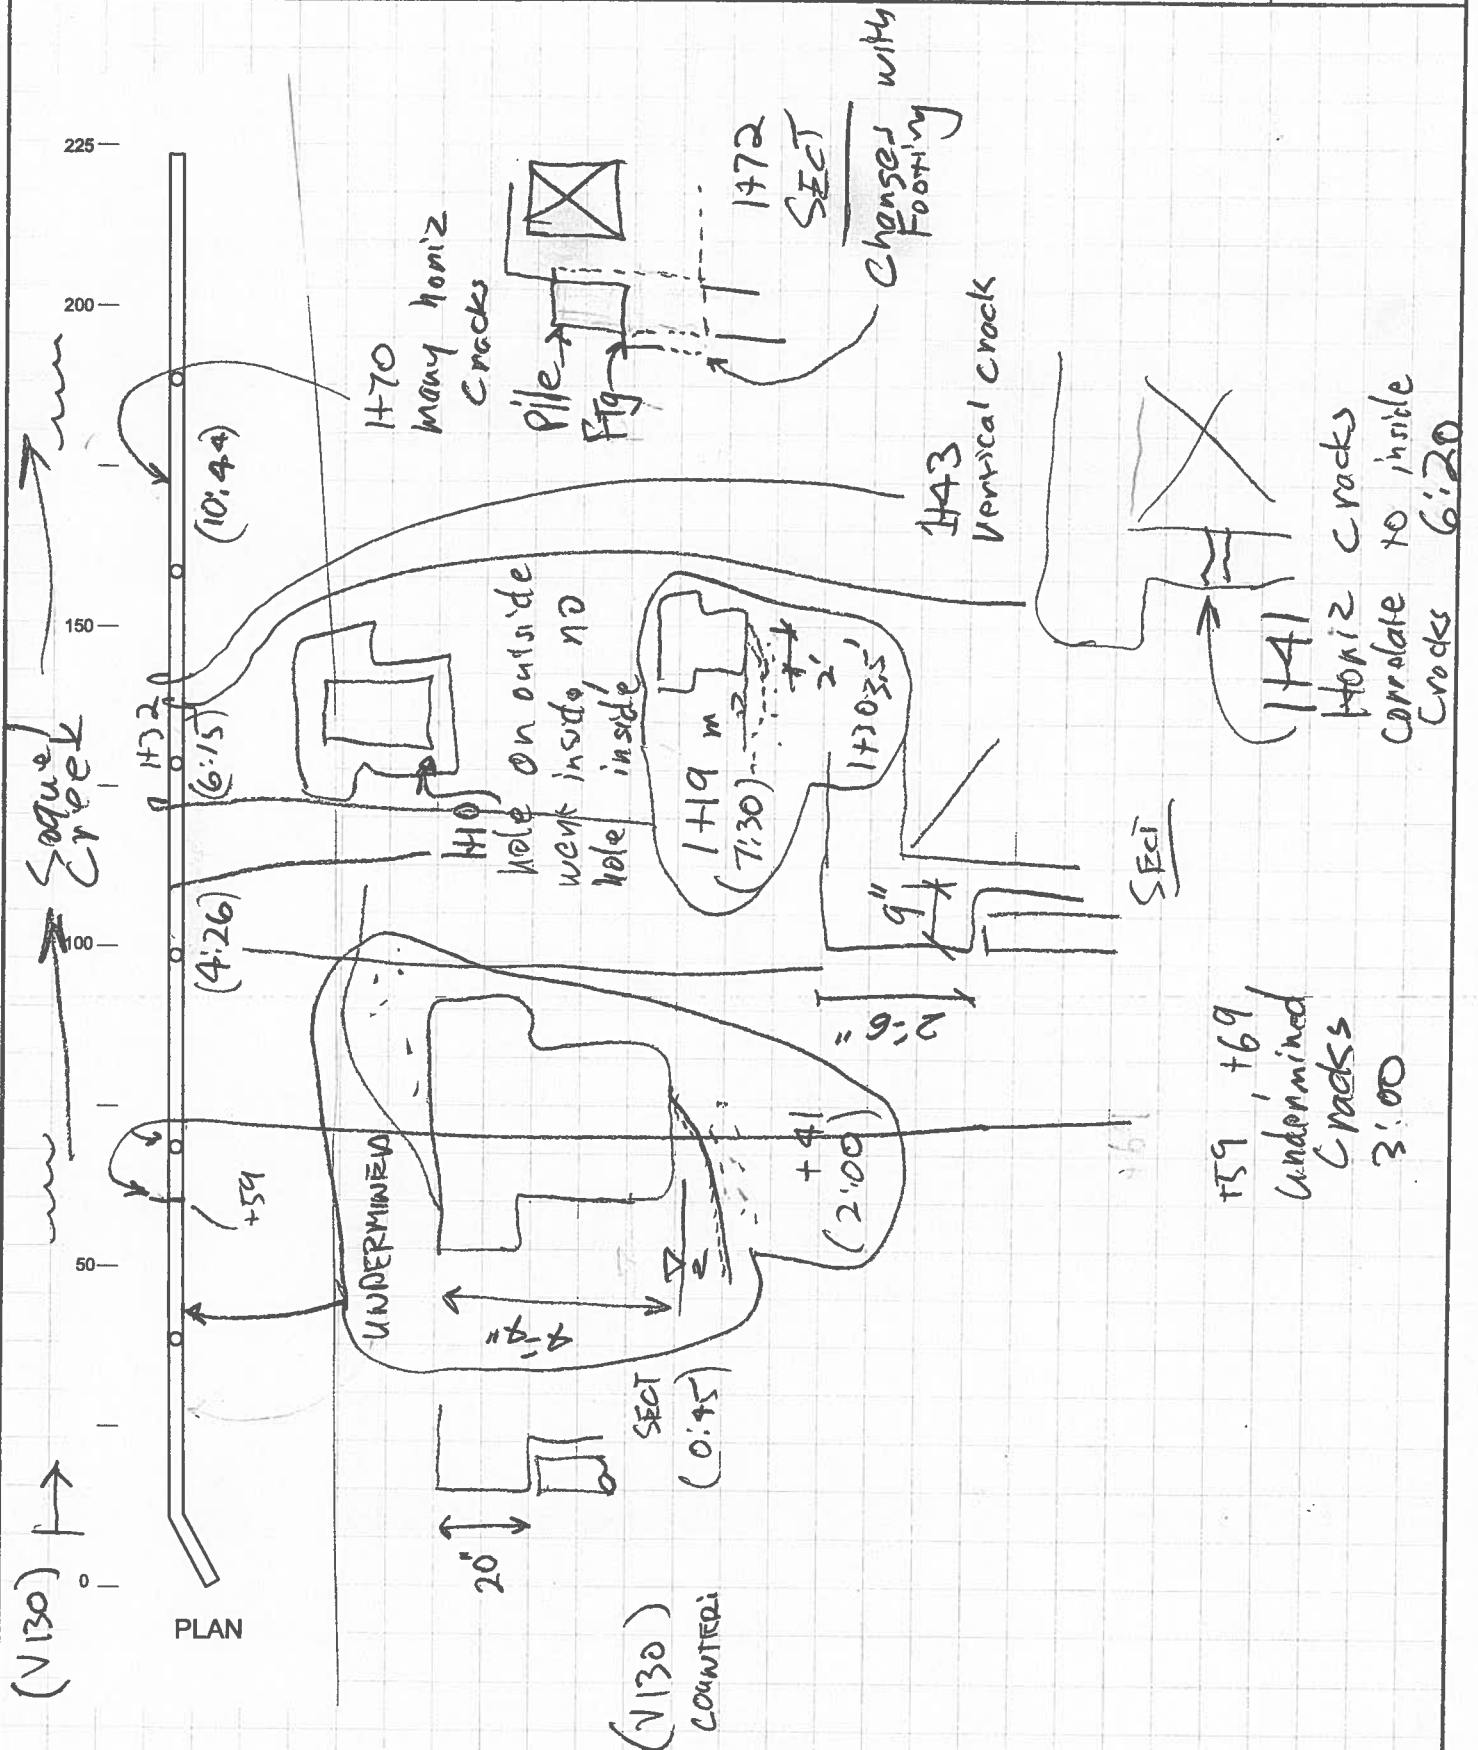 (V130)
Soquel
Creek
0
50
100
150
200
225
PLAN
+59
(4:26)
1+32
(6:15)
(10:44)
1+70
many horiz
cracks
Pile
Ftg
1+72
SECT
Changes with
Footing
1+43
Vertical crack
1+41
Horiz cracks
correlate to inside
Cracks 6:20
1+10
hole on outside
went inside, no
hole inside
1+19
(7:30)
2'
1+30
3.5'
9"
2'-6"
SECT
UNDERMINED
4'-4"
+41
(2:00)
20"
SECT
(0:45)
(V130)
COUNTER:
+59, +69
Undermined
Cracks
3:00